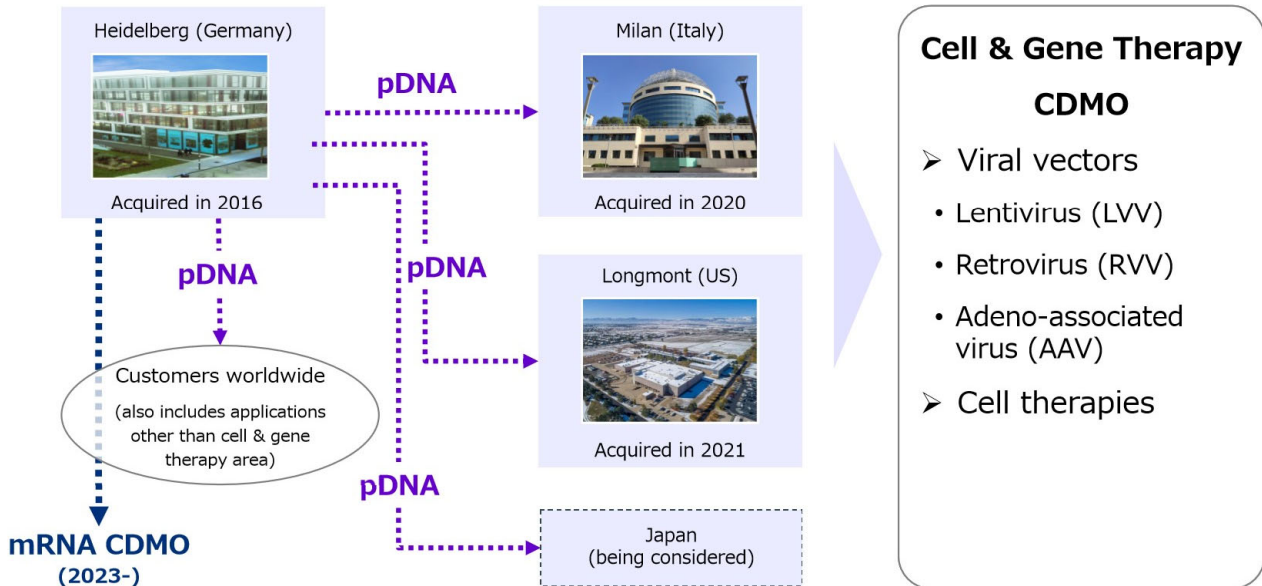 Heidelberg (Germany)
Acquired in 2016
pDNA
Milan (Italy)
Acquired in 2020
pDNA
pDNA
Longmont (US)
Acquired in 2021
Customers worldwide
(also includes applications
other than cell & gene
therapy area)
pDNA
Japan
(being considered)
mRNA CDMO
(2023-)
Cell & Gene Therapy
CDMO
➢ Viral vectors
• Lentivirus (LVV)
• Retrovirus (RVV)
• Adeno-associated
virus (AAV)
➢ Cell therapies